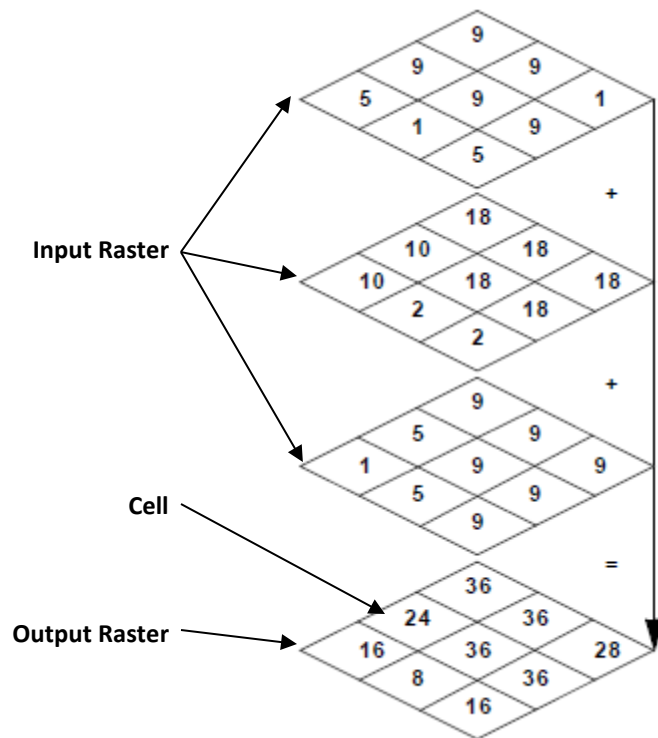 9
9 9
5 9 1
1 9
5
+
18
10 18
10 18 18
2 18
2
Input Raster
+
9
5 9
1 9 9
5 9
9
Cell
=
36
24 36
16 36 28
8 36
16
Output Raster